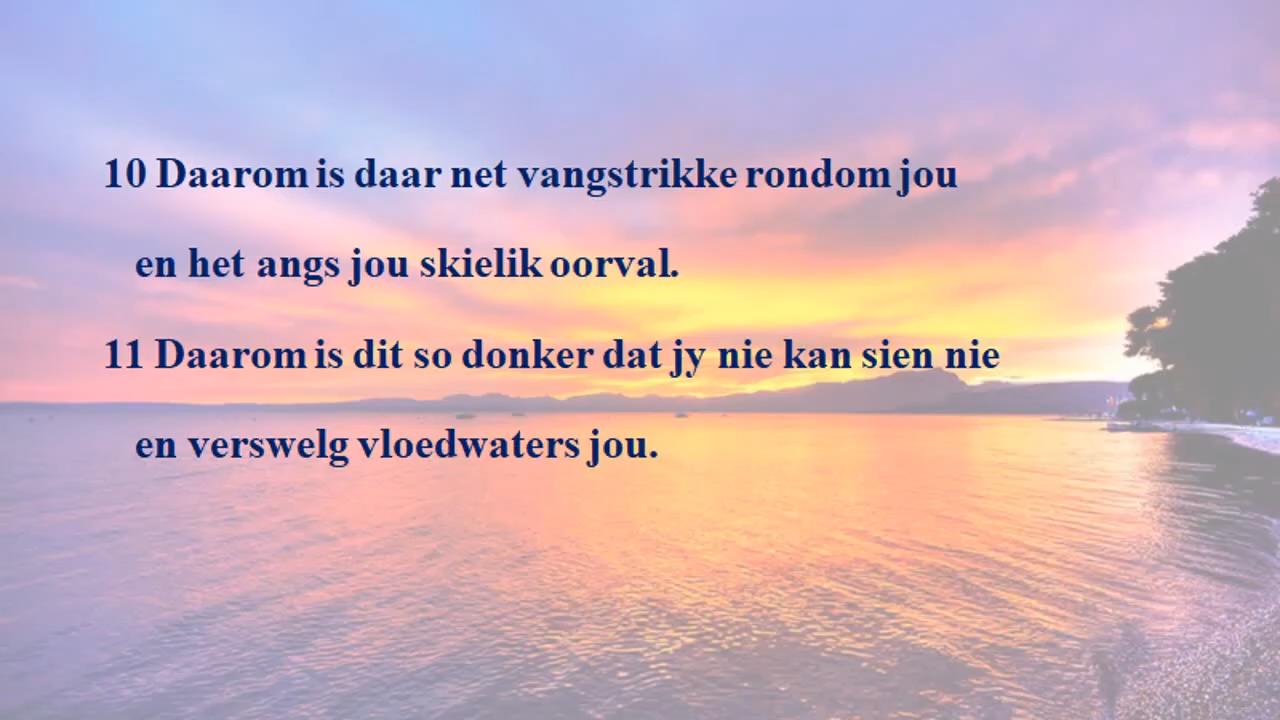 10 Daarom is daar net vangstrikke rondom jou
en het angs jou skielik oorval.
11 Daarom is dit so donker dat jy nie kan sien nie
en verswelg vloedwaters jou.